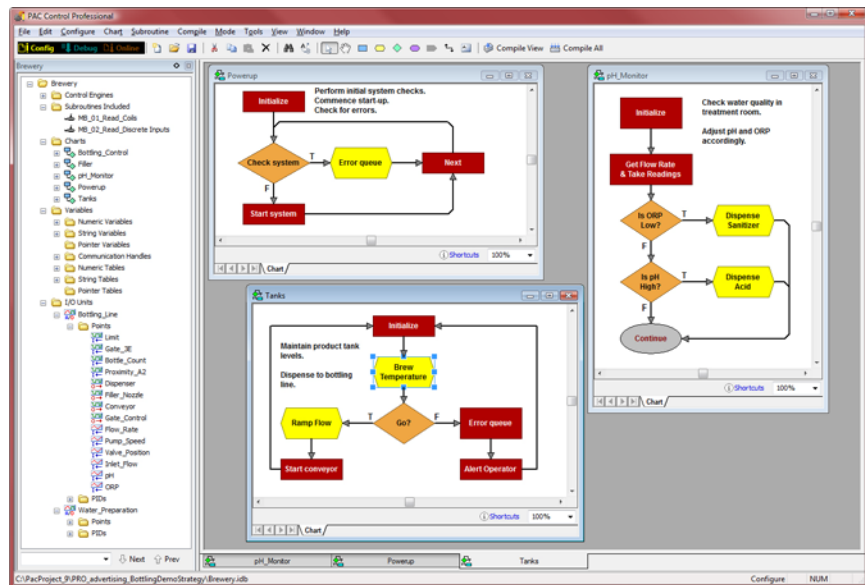 PAC Control Professional
File Edit Configure Chart Subroutine Compile Mode Tools View Window Help
Config Debug Online Compile View Compile All
Brewery
Brewery
Control Engines
Subroutines Included
MB_01_Read_Coils
MB_02_Read_Discrete Inputs
Charts
Bottling_Control
Filler
pH_Monitor
Powerup
Tanks
Variables
Numeric Variables
String Variables
Pointer Variables
Communication Handles
Numeric Tables
String Tables
Pointer Tables
I/O Units
Bottling_Line
Points
Limit
Gate_3E
Bottle_Count
Proximity_A2
Dispenser
Filler_Nozzle
Conveyor
Gate_Control
Flow_Rate
Pump_Speed
Valve_Position
Inlet_Flow
pH
ORP
PIDs
Water_Preparation
Points
PIDs
Next Prev
Powerup
Initialize
Perform initial system checks.
Commence start-up.
Check for errors.
Check system
T
Error queue
Next
F
Start system
Shortcuts 100%
Chart
pH_Monitor
Initialize
Check water quality in
treatment room.
Adjust pH and ORP
accordingly.
Get Flow Rate
& Take Readings
Is ORP
Low?
T
Dispense
Sanitizer
F
Is pH
High?
T
Dispense
Acid
F
Continue
Shortcuts 100%
Chart
Tanks
Initialize
Maintain product tank
levels.
Dispense to bottling
line.
Brew
Temperature
Ramp Flow
T
Go?
F
Error queue
Start conveyor
Alert Operator
Shortcuts 100%
Chart
pH_Monitor Powerup Tanks
C:\PacProject_9\PRO_advertising_BottlingDemoStrategy\Brewery.idb Configure NUM